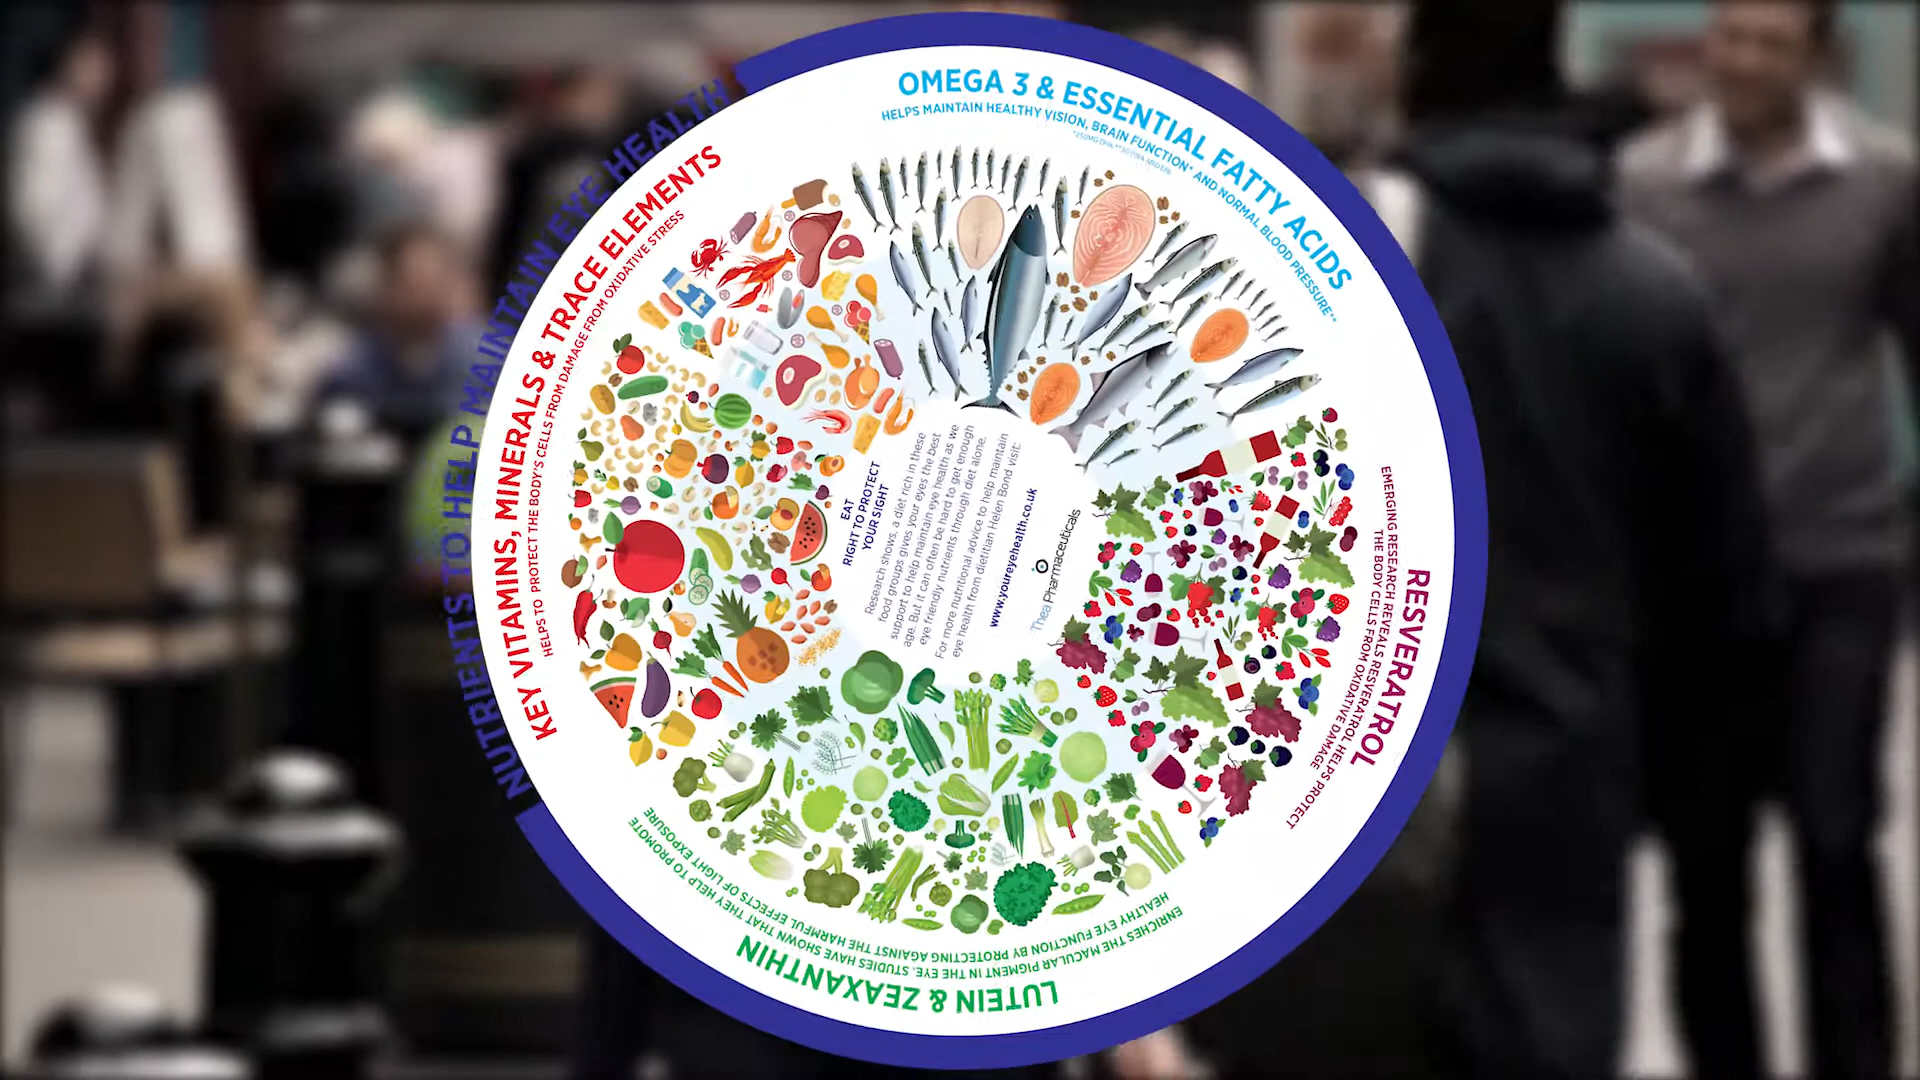 NUTRIENTS TO HELP MAINTAIN EYE HEALTH
OMEGA 3 & ESSENTIAL FATTY ACIDS
HELPS MAINTAIN HEALTHY VISION, BRAIN FUNCTION* AND NORMAL BLOOD PRESSURE**
KEY VITAMINS, MINERALS & TRACE ELEMENTS
HELPS TO PROTECT THE BODY'S CELLS FROM DAMAGE FROM OXIDATIVE STRESS
RESVERATROL
EMERGING RESEARCH REVEALS RESVERATROL HELPS PROTECT
THE BODY CELLS FROM OXIDATIVE DAMAGE
LUTEIN & ZEAXANTHIN
ENRICHES THE MACULAR PIGMENT IN THE EYE. STUDIES HAVE SHOWN THAT THEY HELP TO PROMOTE
HEALTHY EYE FUNCTION BY PROTECTING AGAINST THE HARMFUL EFFECTS OF LIGHT EXPOSURE
EAT
RIGHT TO PROTECT
YOUR SIGHT
Research shows, a diet rich in these
food groups gives your eyes the best
support to help maintain eye health as we
age. But it can often be hard to get enough
eye friendly nutrients through diet alone.
For more nutritional advice to help maintain
eye health from dietitian Helen Bond visit:
www.youreyehealth.co.uk
Thea Pharmaceuticals